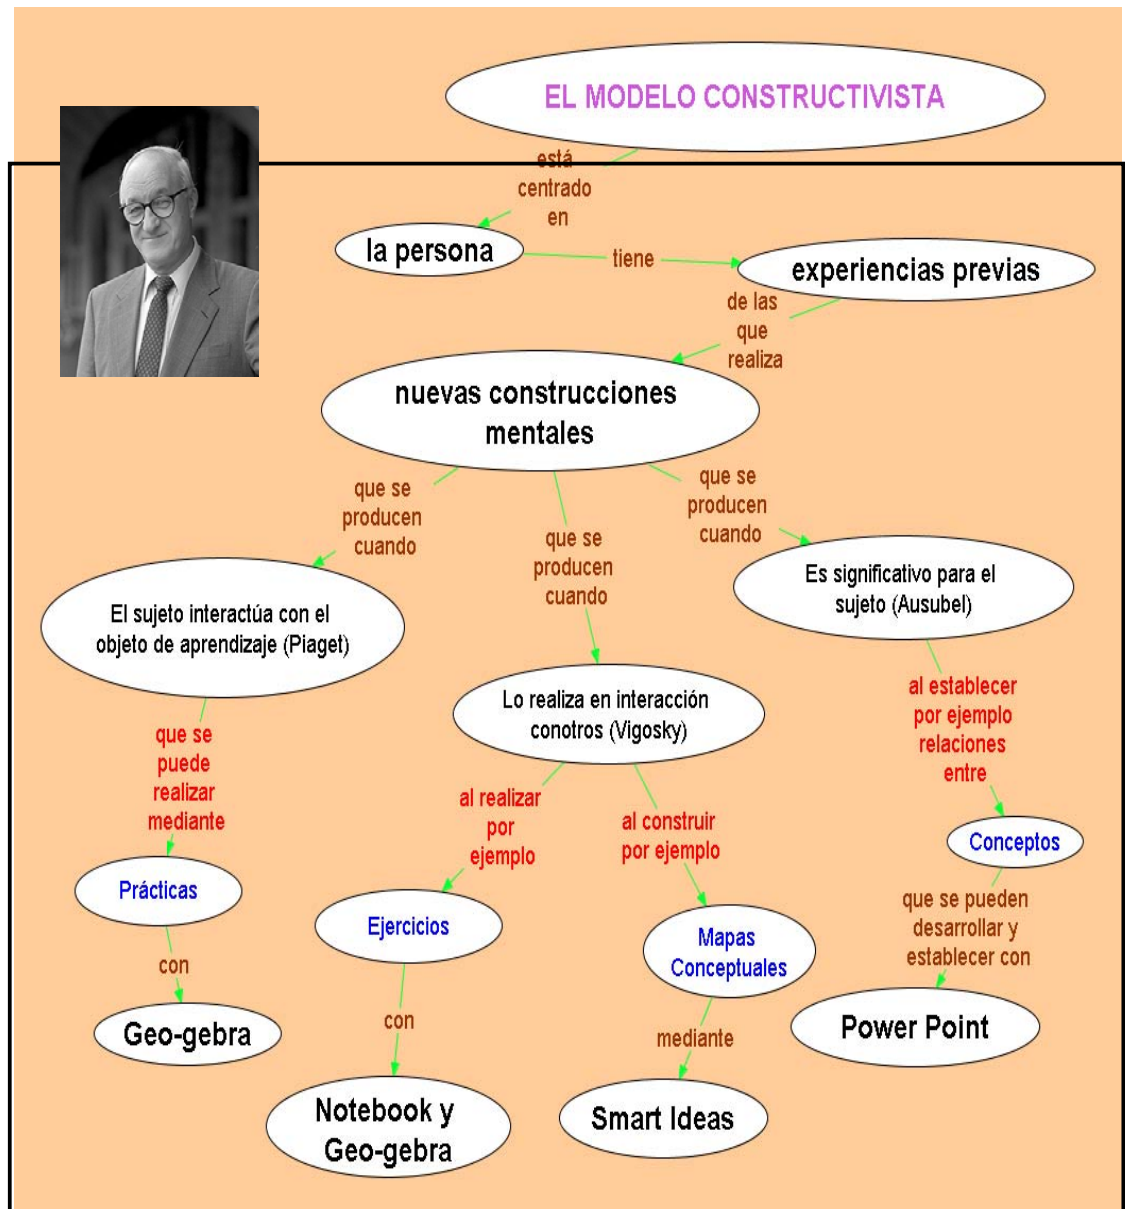 EL MODELO CONSTRUCTIVISTA
está
centrado
en
la persona
tiene
experiencias previas
de las
que
realiza
nuevas construcciones
mentales
que se
producen
cuando
que se
producen
cuando
que se
producen
cuando
El sujeto interactúa con el
objeto de aprendizaje (Piaget)
Lo realiza en interacción
conotros (Vigosky)
Es significativo para el
sujeto (Ausubel)
que se
puede
realizar
mediante
Prácticas
con
Geo-gebra
al realizar
por
ejemplo
Ejercicios
con
Notebook y
Geo-gebra
al construir
por ejemplo
Mapas
Conceptuales
mediante
Smart Ideas
al establecer
por ejemplo
relaciones
entre
Conceptos
que se pueden
desarrollar y
establecer con
Power Point